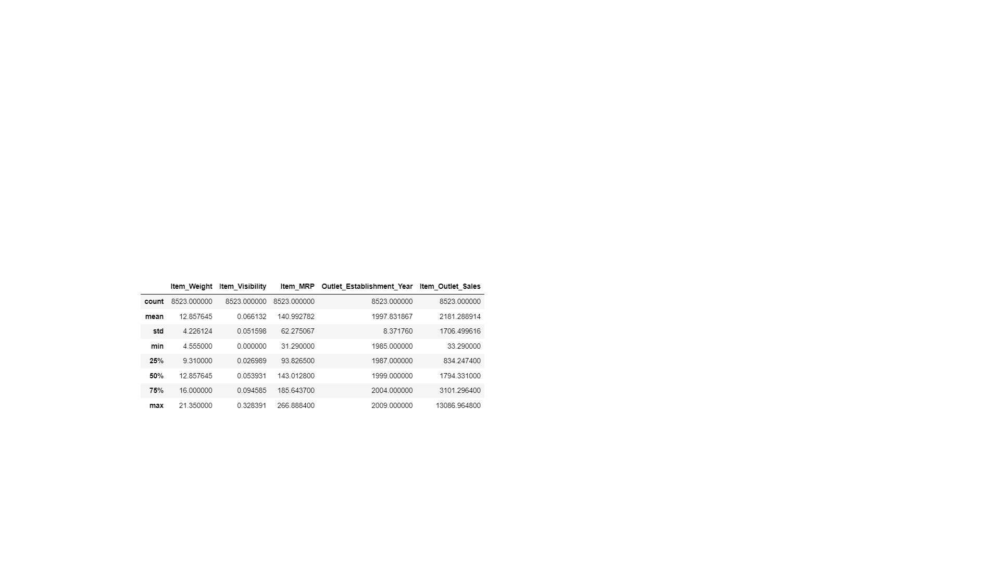 Item_Weight Item_Visibility Item_MRP Outlet_Establishment_Year Item_Outlet_Sales
count 8523.000000 8523.000000 8523.000000 8523.000000 8523.000000
mean 12.857645 0.066132 140.992782 1997.831867 2181.288914
std 4.226124 0.051598 62.275067 8.371760 1706.499616
min 4.555000 0.000000 31.290000 1985.000000 33.290000
25% 9.310000 0.026989 93.826500 1987.000000 834.247400
50% 12.857645 0.053931 143.012800 1999.000000 1794.331000
75% 16.000000 0.094585 185.643700 2004.000000 3101.296400
max 21.350000 0.328391 266.888400 2009.000000 13086.964800